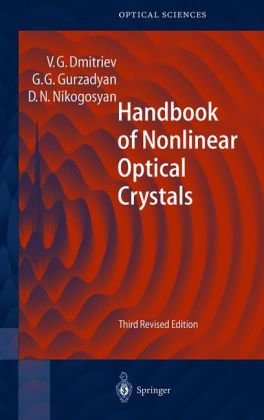 OPTICAL SCIENCES
V.G. Dmitriev
G.G. Gurzadyan
D.N. Nikogosyan
Handbook
of Nonlinear
Optical
Crystals
Third Revised Edition
Springer